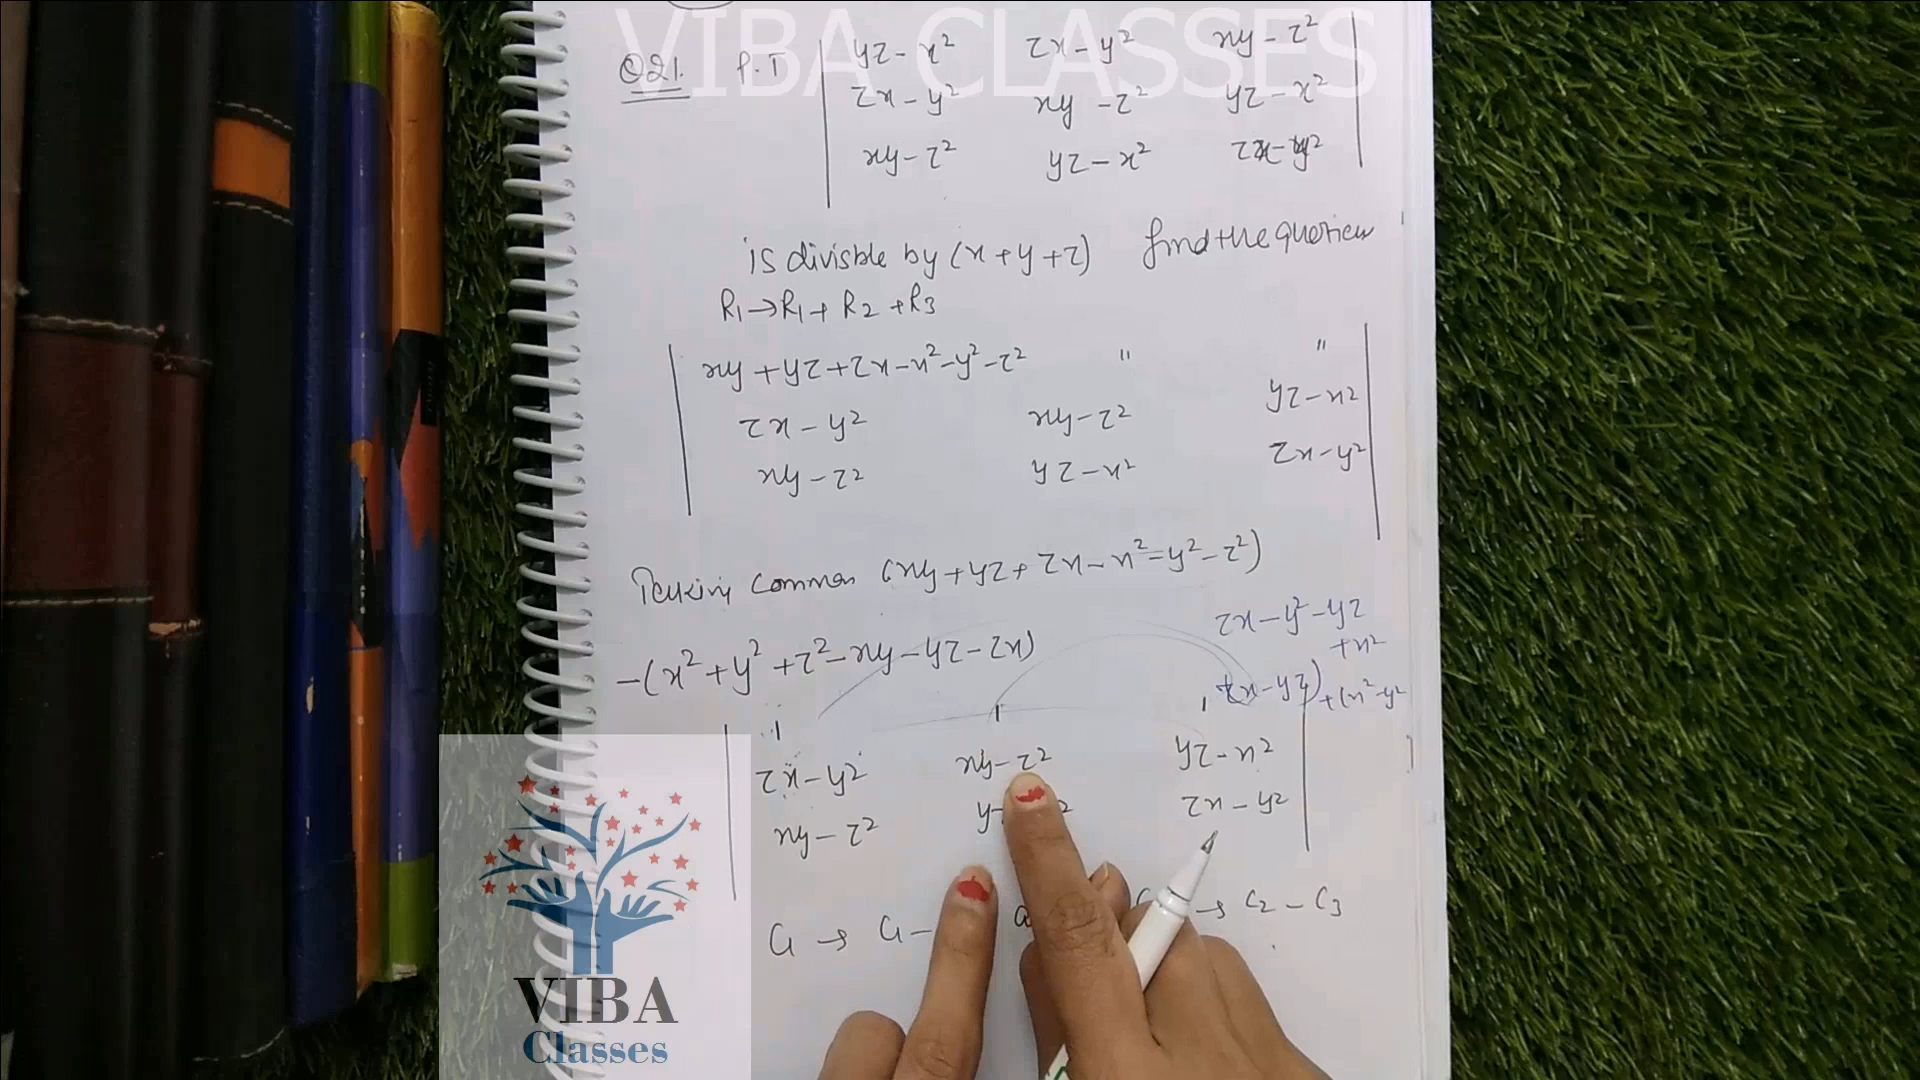 VIBA CLASSES
Q21. P.T | yz - x² zx - y² xy - z² |
zx - y² xy - z² yz - x²
xy - z² yz - x² zx - y²
is divisble by (x + y + z) find the
R₁ → R₁ + R₂ + R₃
| xy + yz + zx - x² - y² - z² " " |
zx - y² xy - z² yz - x²
xy - z² yz - x² zx - y²
Taking common (xy + yz + zx - x² = y² - z²)
zx - y² - yz
+ x²
-(x² + y² + z² - xy - yz - zx)
(zx - yz) + (x² - y²
| 1 1 1 |
zx - y² xy - z² yz - x²
xy - z² y zx - y²
C₁ → C₁ - → C₂ - C₃
VIBA
Classes